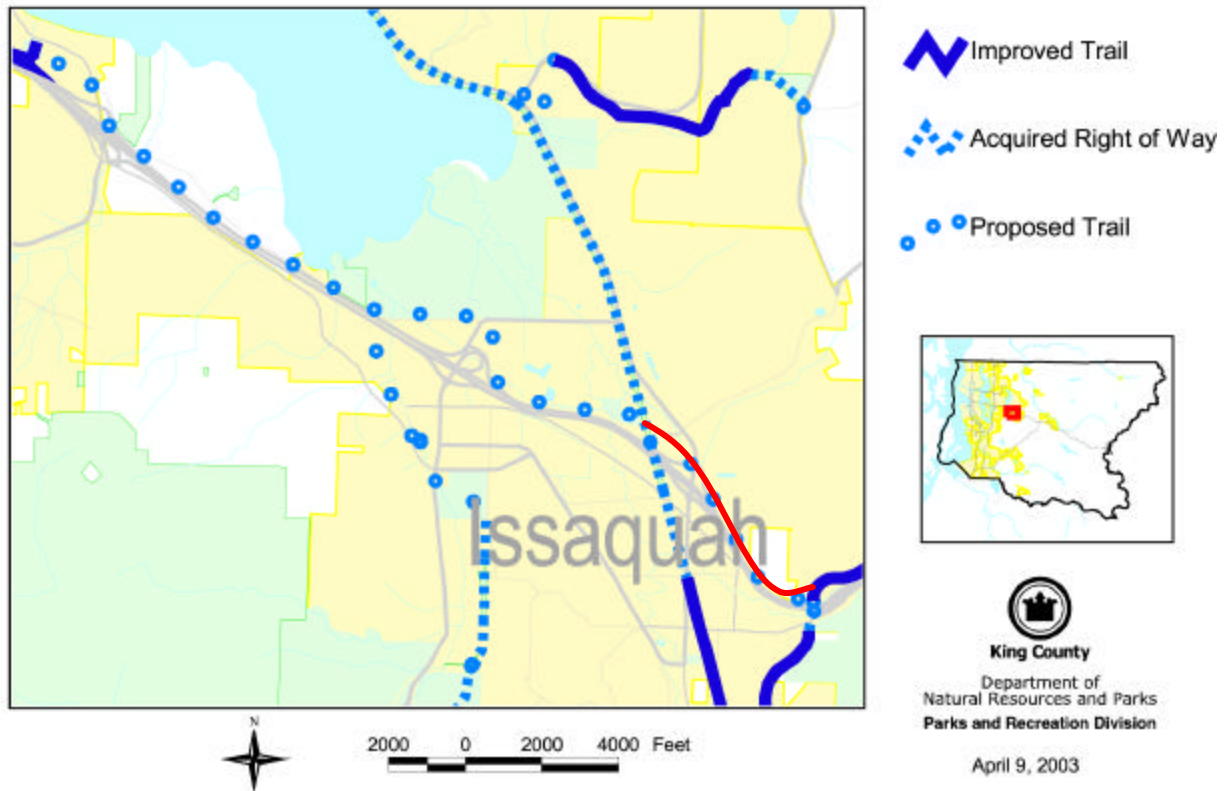 Improved Trail
Acquired Right of Way
Proposed Trail
Issaquah
King County
Department of
Natural Resources and Parks
Parks and Recreation Division
April 9, 2003
N
2000 0 2000 4000 Feet